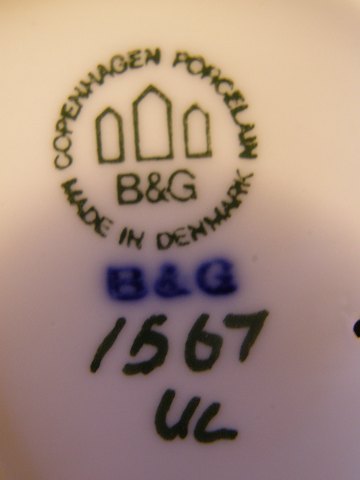 COPENHAGEN PORCELAIN
B&G
MADE IN DENMARK
B&G
1567
UL